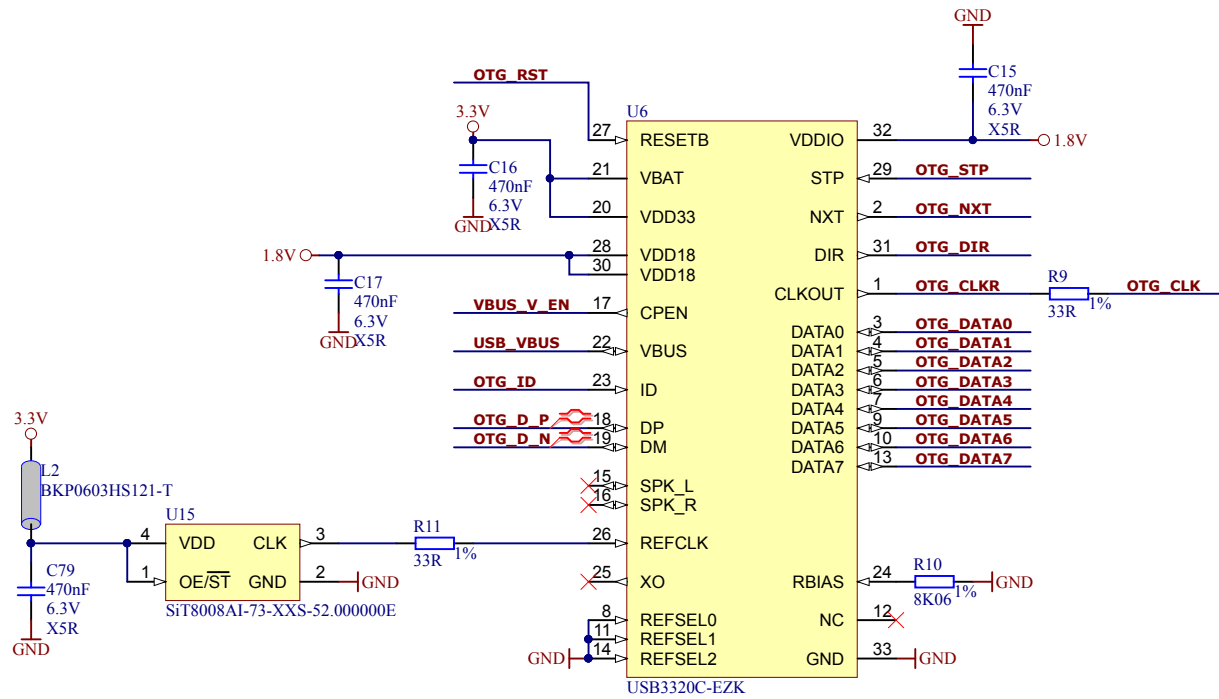 GND
C15
470nF
6.3V
X5R
1.8V
OTG_RST
3.3V
C16
470nF
6.3V
X5R
GND
1.8V
C17
470nF
6.3V
X5R
GND
VBUS_V_EN
USB_VBUS
OTG_ID
OTG_D_P
OTG_D_N
U6
27 RESETB
21 VBAT
20 VDD33
28 VDD18
30 VDD18
17 CPEN
22 VBUS
23 ID
18 DP
19 DM
15 SPK_L
16 SPK_R
26 REFCLK
25 XO
8 REFSEL0
11 REFSEL1
14 REFSEL2
GND
VDDIO 32
STP 29 OTG_STP
NXT 2 OTG_NXT
DIR 31 OTG_DIR
CLKOUT 1 OTG_CLKR
R9
33R
1%
OTG_CLK
DATA0 3 OTG_DATA0
DATA1 4 OTG_DATA1
DATA2 5 OTG_DATA2
DATA3 6 OTG_DATA3
DATA4 7 OTG_DATA4
DATA5 9 OTG_DATA5
DATA6 10 OTG_DATA6
DATA7 13 OTG_DATA7
RBIAS 24
R10
8K06
1%
GND
NC 12
GND 33 GND
USB3320C-EZK
3.3V
L2
BKP0603HS121-T
U15
4 VDD CLK 3
1 OE/ST GND 2 GND
SiT8008AI-73-XXS-52.000000E
R11
33R
1%
C79
470nF
6.3V
X5R
GND